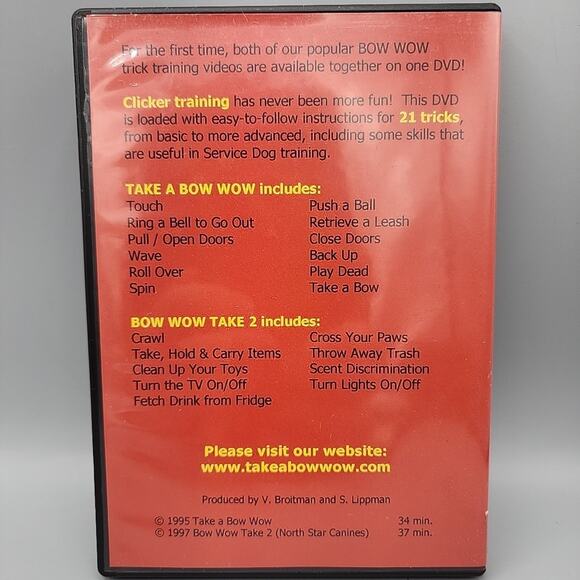 For the first time, both of our popular BOW WOW
trick training videos are available together on one DVD!
Clicker training has never been more fun! This DVD
is loaded with easy-to-follow instructions for 21 tricks,
from basic to more advanced, including some skills that
are useful in Service Dog training.
TAKE A BOW WOW includes:
Touch
Ring a Bell to Go Out
Pull / Open Doors
Wave
Roll Over
Spin
Push a Ball
Retrieve a Leash
Close Doors
Back Up
Play Dead
Take a Bow
BOW WOW TAKE 2 includes:
Crawl
Take, Hold & Carry Items
Clean Up Your Toys
Turn the TV On/Off
Fetch Drink from Fridge
Cross Your Paws
Throw Away Trash
Scent Discrimination
Turn Lights On/Off
Please visit our website:
www.takeabowwow.com
Produced by V. Broitman and S. Lippman
© 1995 Take a Bow Wow 34 min.
© 1997 Bow Wow Take 2 (North Star Canines) 37 min.